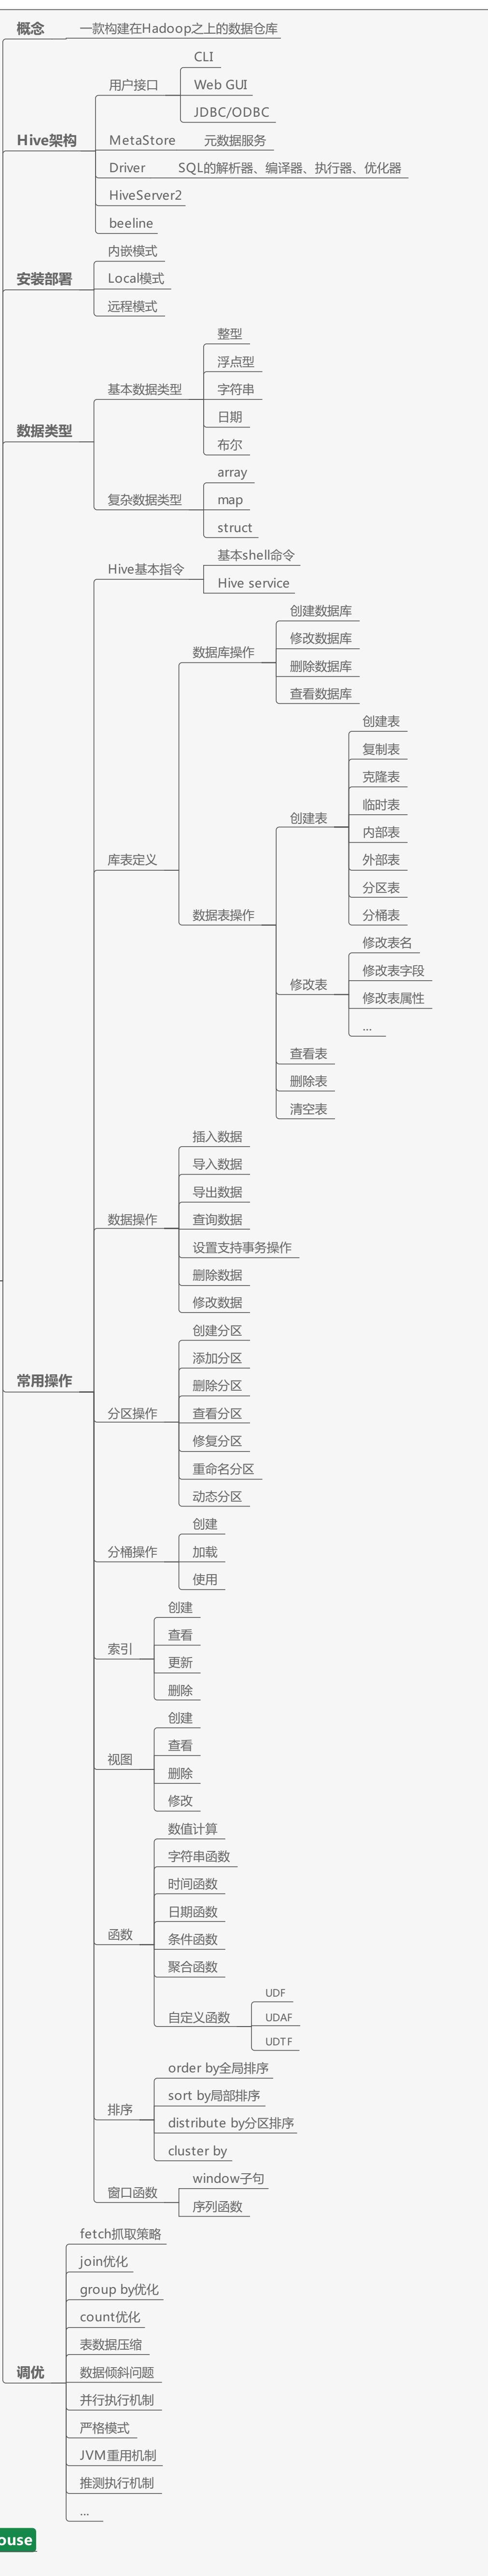 概念
一款构建在Hadoop之上的数据仓库
Hive架构
用户接口
CLI
Web GUI
JDBC/ODBC
MetaStore
元数据服务
Driver
SQL的解析器、编译器、执行器、优化器
HiveServer2
beeline
安装部署
内嵌模式
Local模式
远程模式
数据类型
基本数据类型
整型
浮点型
字符串
日期
布尔
复杂数据类型
array
map
struct
常用操作
Hive基本指令
基本shell命令
Hive service
库表定义
数据库操作
创建数据库
修改数据库
删除数据库
查看数据库
数据表操作
创建表
创建表
复制表
克隆表
临时表
内部表
外部表
分区表
分桶表
修改表
修改表名
修改表字段
修改表属性
...
查看表
删除表
清空表
数据操作
插入数据
导入数据
导出数据
查询数据
设置支持事务操作
删除数据
修改数据
分区操作
创建分区
添加分区
删除分区
查看分区
修复分区
重命名分区
动态分区
分桶操作
创建
加载
使用
索引
创建
查看
更新
删除
视图
创建
查看
删除
修改
函数
数值计算
字符串函数
时间函数
日期函数
条件函数
聚合函数
自定义函数
UDF
UDAF
UDTF
排序
order by全局排序
sort by局部排序
distribute by分区排序
cluster by
窗口函数
window子句
序列函数
调优
fetch抓取策略
join优化
group by优化
count优化
表数据压缩
数据倾斜问题
并行执行机制
严格模式
JVM重用机制
推测执行机制
...
ouse